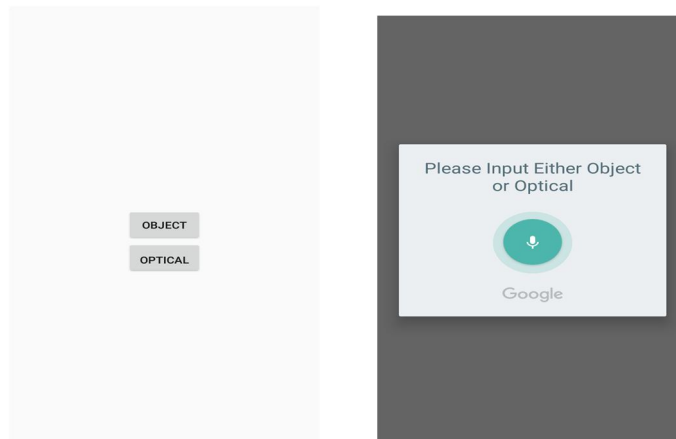 OBJECT
OPTICAL
Please Input Either Object
or Optical
Google